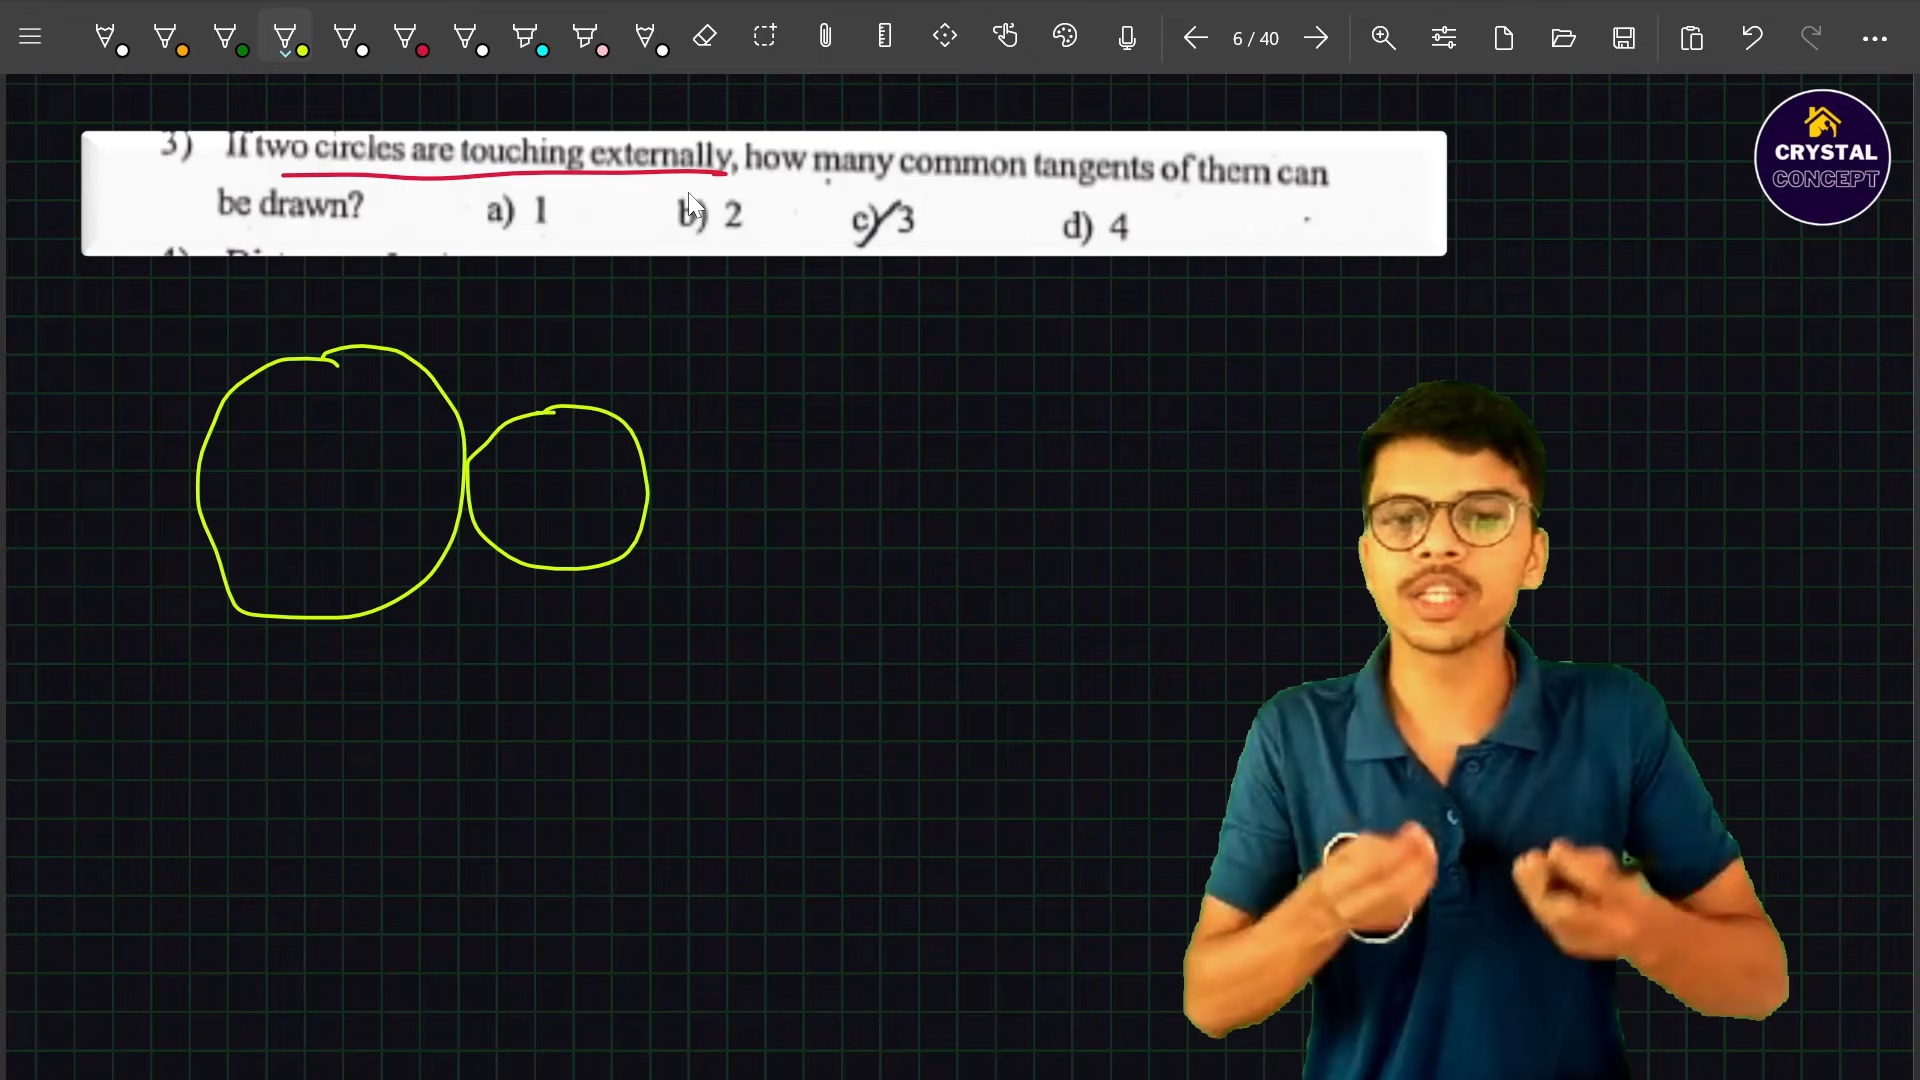 6 / 40
CRYSTAL
CONCEPT
3) If two circles are touching externally, how many common tangents of them can
be drawn? a) 1 b) 2 c) 3 d) 4